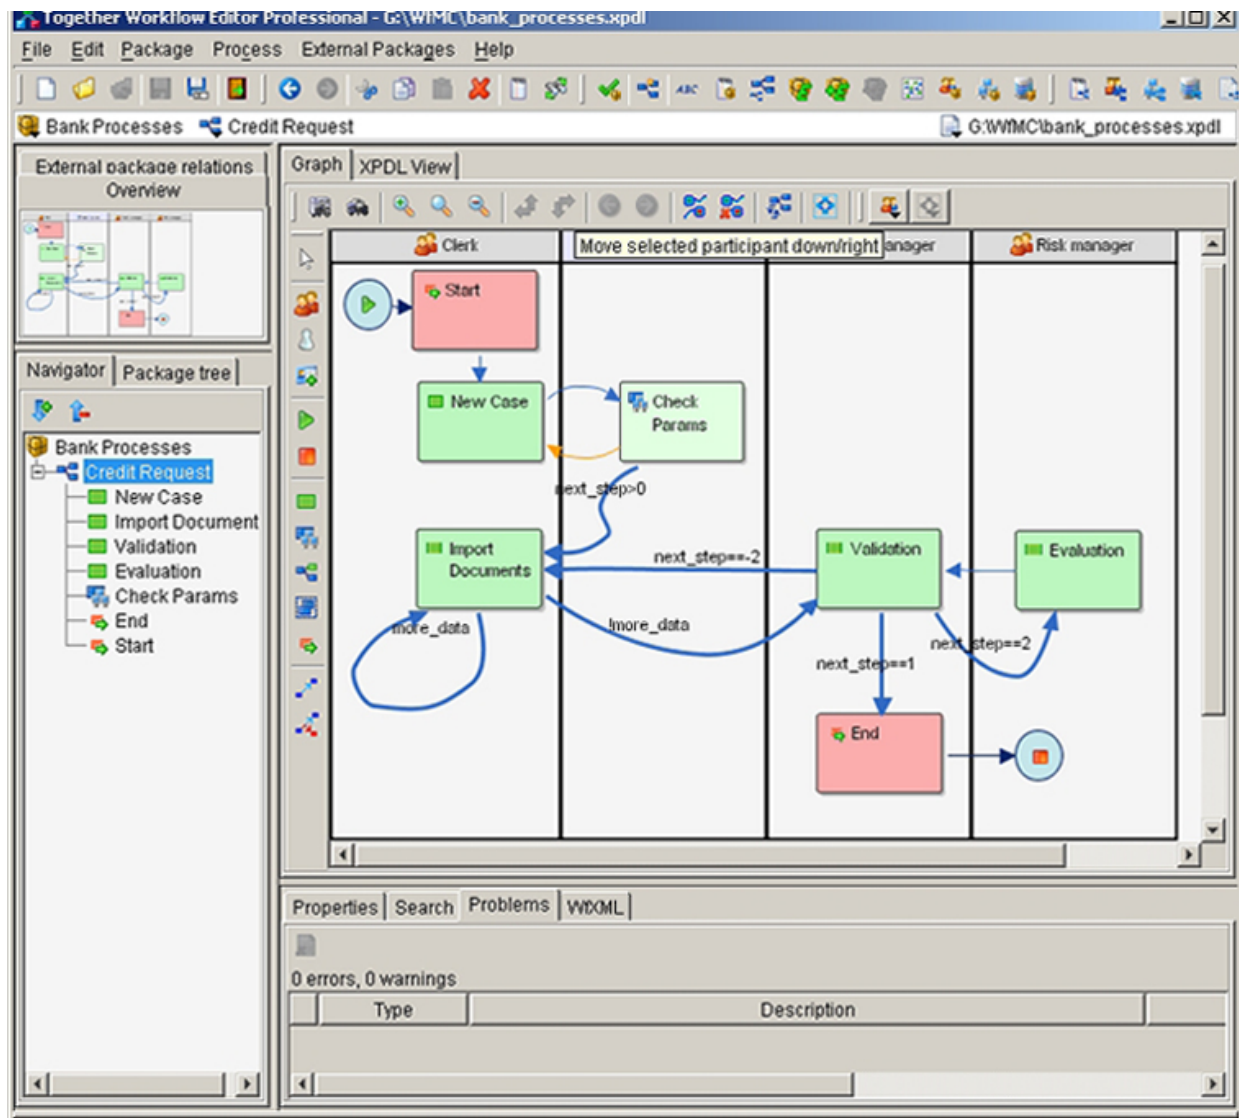 Together Workflow Editor Professional - G:\WfMC\bank_processes.xpdl
File Edit Package Process External Packages Help
ABC
Bank Processes Credit Request G:\WfMC\bank_processes.xpdl
External package relations
Overview
Graph XPDL View
Clerk Move selected participant down/right anager Risk manager
Start
New Case
Check
Params
next_step>0
Import
Documents
next_step==-2
Validation
Evaluation
more_data
!more_data
next_step==2
next_step==1
End
Navigator Package tree
Bank Processes
Credit Request
New Case
Import Document
Validation
Evaluation
Check Params
End
Start
Properties Search Problems WfXML
0 errors, 0 warnings
Type Description